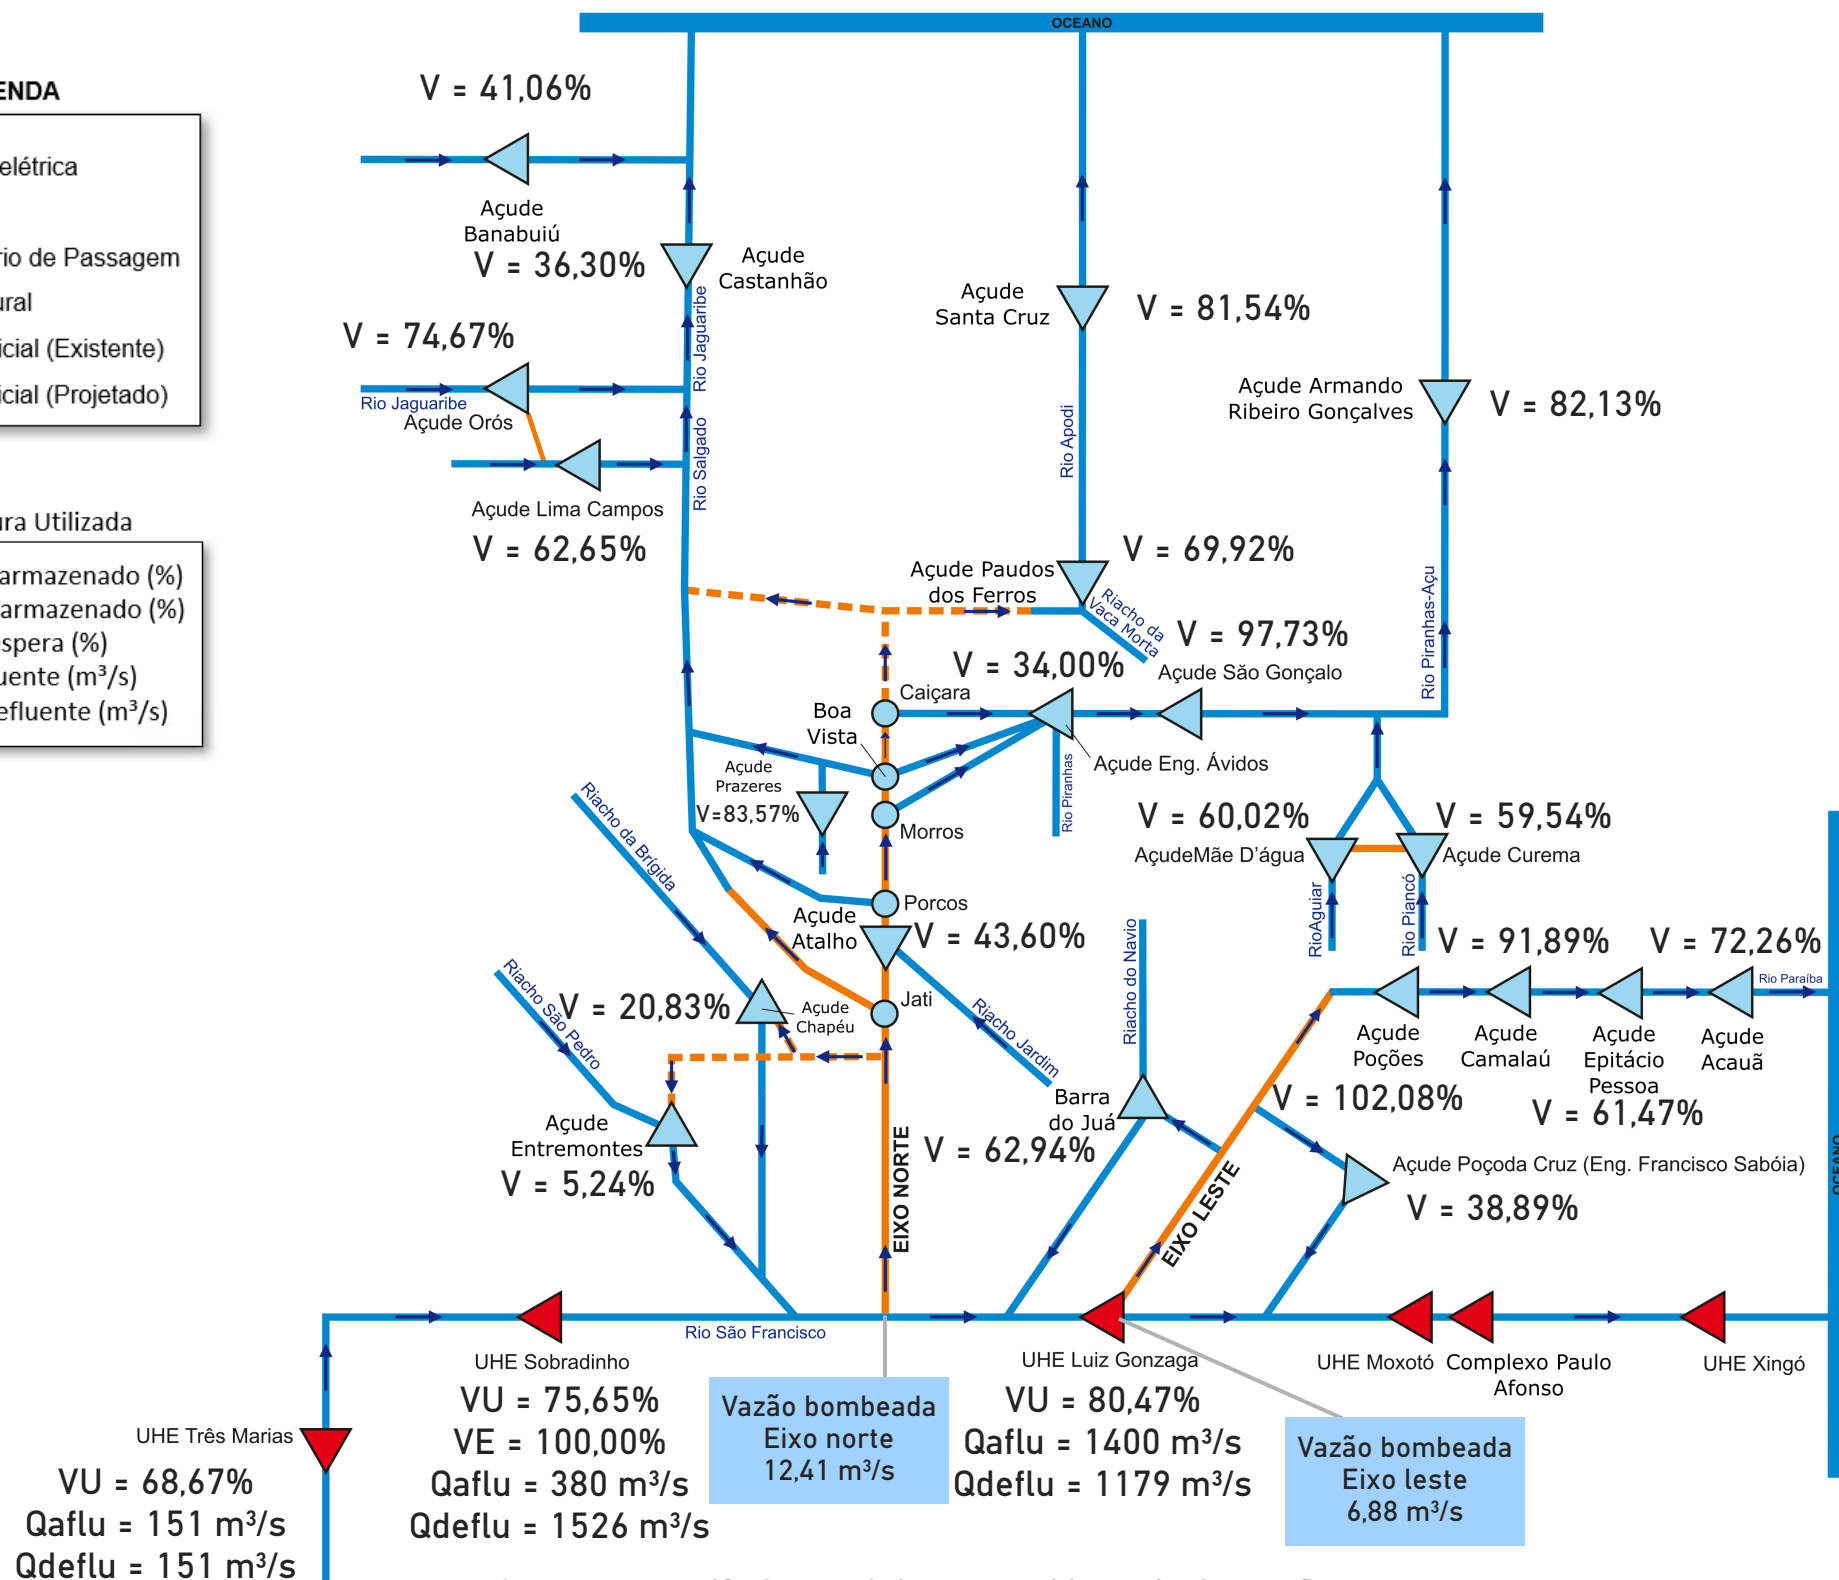 OCEANO
V = 41,06%
ENDA
elétrica
rio de Passagem
ural
icial (Existente)
icial (Projetado)
Açude
Banabuiú
V = 36,30%
Açude
Castanhão
Rio Jaguaribe
V = 74,67%
Rio Jaguaribe
Açude Orós
Rio Salgado
Açude Lima Campos
V = 62,65%
Açude
Santa Cruz
V = 81,54%
Rio Apodi
Açude Armando
Ribeiro Gonçalves
V = 82,13%
Rio Piranhas-Açu
ura Utilizada
armazenado (%)
armazenado (%)
espera (%)
uente (m³/s)
efluente (m³/s)
V = 69,92%
Açude Paudos
dos Ferros
Riacho da
Vaca Morta
V = 97,73%
Açude São Gonçalo
V = 34,00%
Caiçara
Boa
Vista
Açude Eng. Ávidos
Rio Piranhas
Açude
Prazeres
V=83,57%
Morros
Riacho da Brígida
V = 60,02%
AçudeMãe D'água
V = 59,54%
Açude Curema
RioAguiar
Rio Piancó
Porcos
Açude
Atalho
V = 43,60%
Riacho do Navio
V = 91,89%
V = 72,26%
Rio Paraíba
Riacho São Pedro
V = 20,83%
Açude
Chapéu
Jati
Riacho Jardim
Açude
Poções
Açude
Camalaú
Açude
Epitácio
Pessoa
Açude
Acauã
V = 102,08%
V = 61,47%
Barra
do Juá
V = 62,94%
Açude
Entremontes
V = 5,24%
EIXO NORTE
EIXO LESTE
Açude Poçoda Cruz (Eng. Francisco Sabóia)
V = 38,89%
OCEANO
Rio São Francisco
UHE Sobradinho
VU = 75,65%
VE = 100,00%
Qaflu = 380 m³/s
Qdeflu = 1526 m³/s
Vazão bombeada
Eixo norte
12,41 m³/s
UHE Luiz Gonzaga
VU = 80,47%
Qaflu = 1400 m³/s
Qdeflu = 1179 m³/s
Vazão bombeada
Eixo leste
6,88 m³/s
UHE Moxotó
Complexo Paulo
Afonso
UHE Xingó
UHE Três Marias
VU = 68,67%
Qaflu = 151 m³/s
Qdeflu = 151 m³/s